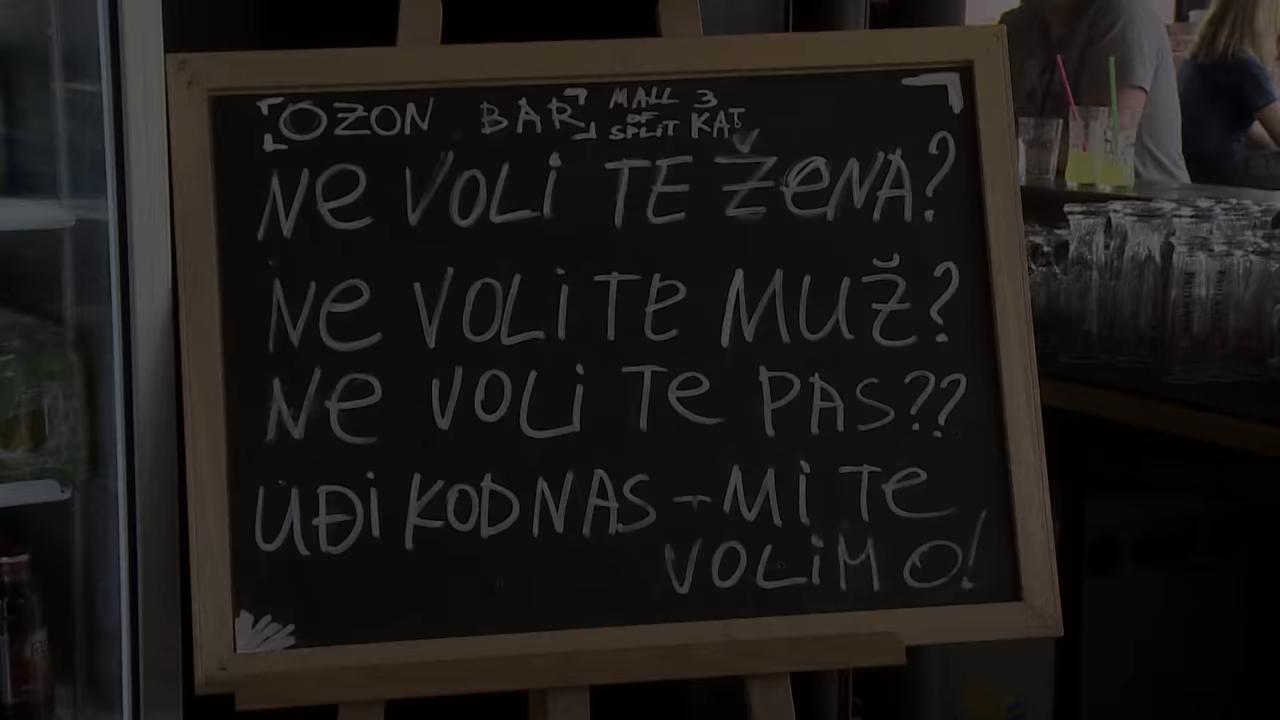 OZON BAR MALL OF SPLIT 3 KAT
NE VOLI TE ŽENA?
NE VOLI TE MUŽ?
NE VOLI TE PAS??
UĐI KOD NAS - MI TE
VOLIMO!